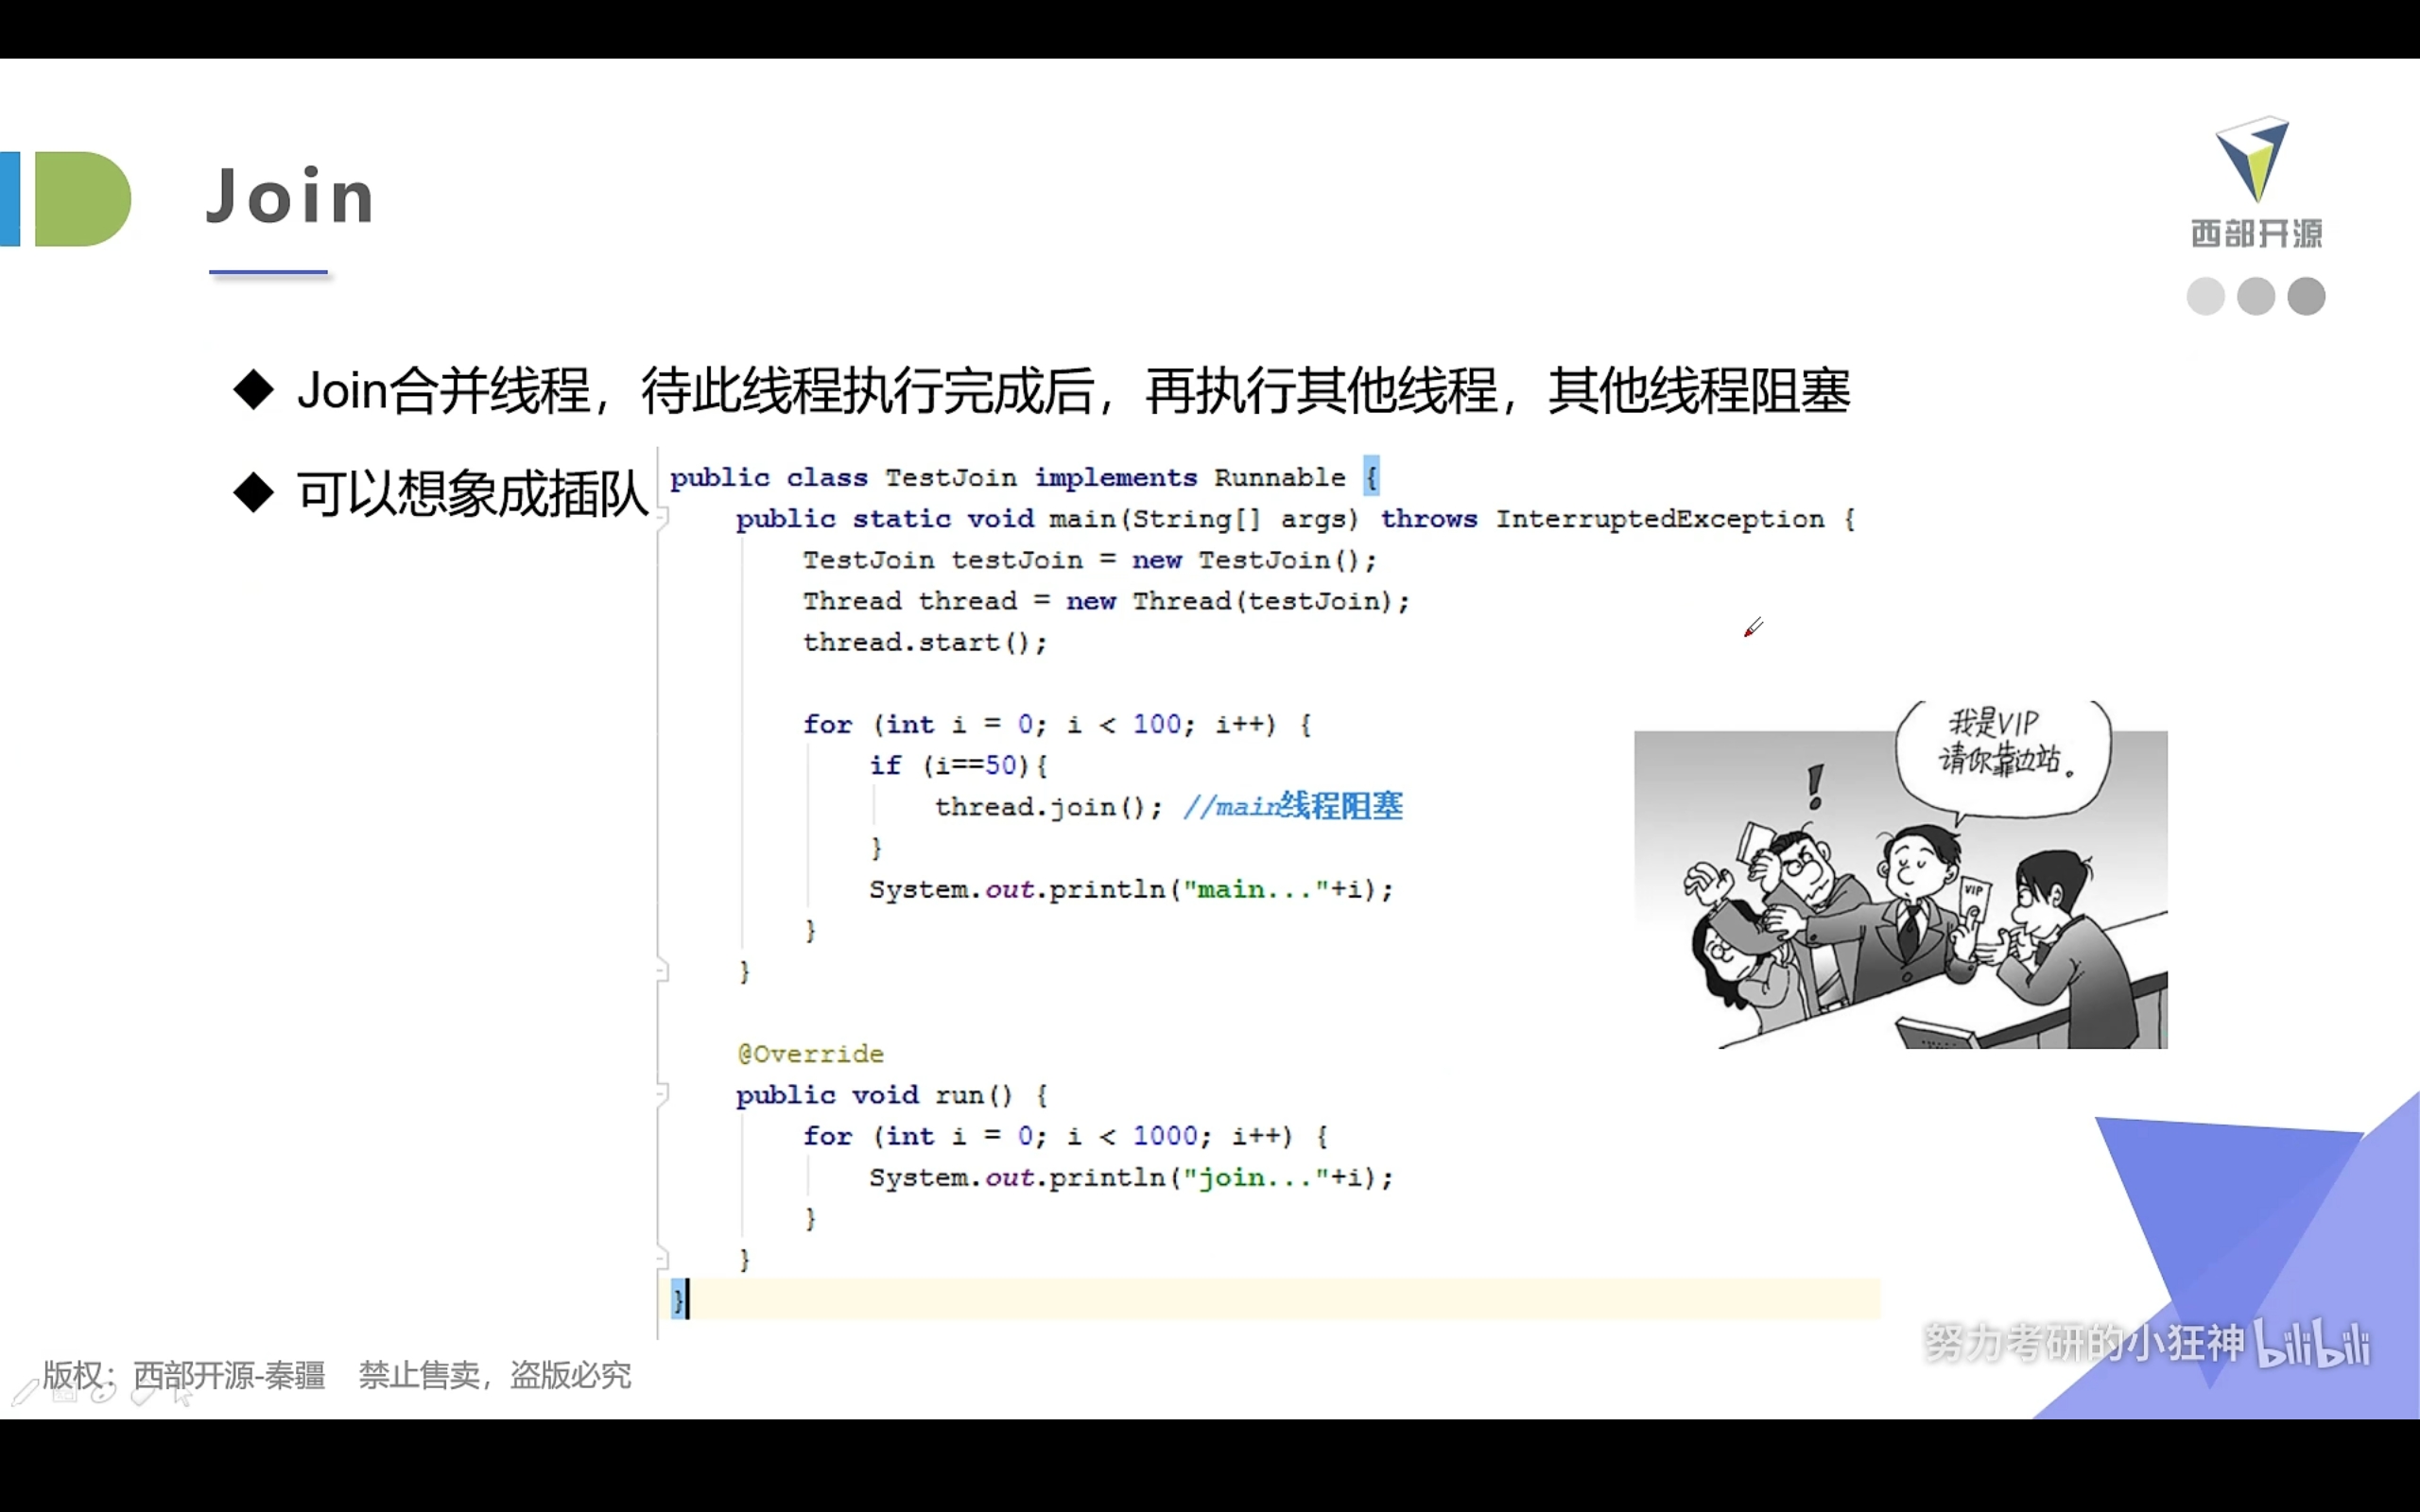 Join
西部开源
Join合并线程，待此线程执行完成后，再执行其他线程，其他线程阻塞
可以想象成插队
public class TestJoin implements Runnable {
    public static void main(String[] args) throws InterruptedException {
        TestJoin testJoin = new TestJoin();
        Thread thread = new Thread(testJoin);
        thread.start();
        for (int i = 0; i < 100; i++) {
            if (i==50){
                thread.join(); //main线程阻塞
            }
            System.out.println("main..."+i);
        }
    }
    @Override
    public void run() {
        for (int i = 0; i < 1000; i++) {
            System.out.println("join..."+i);
        }
    }
}
我是VIP
请你靠边站。
!
VIP
努力考研的小狂神 bilibili
版权：西部开源-秦疆 禁止售卖，盗版必究